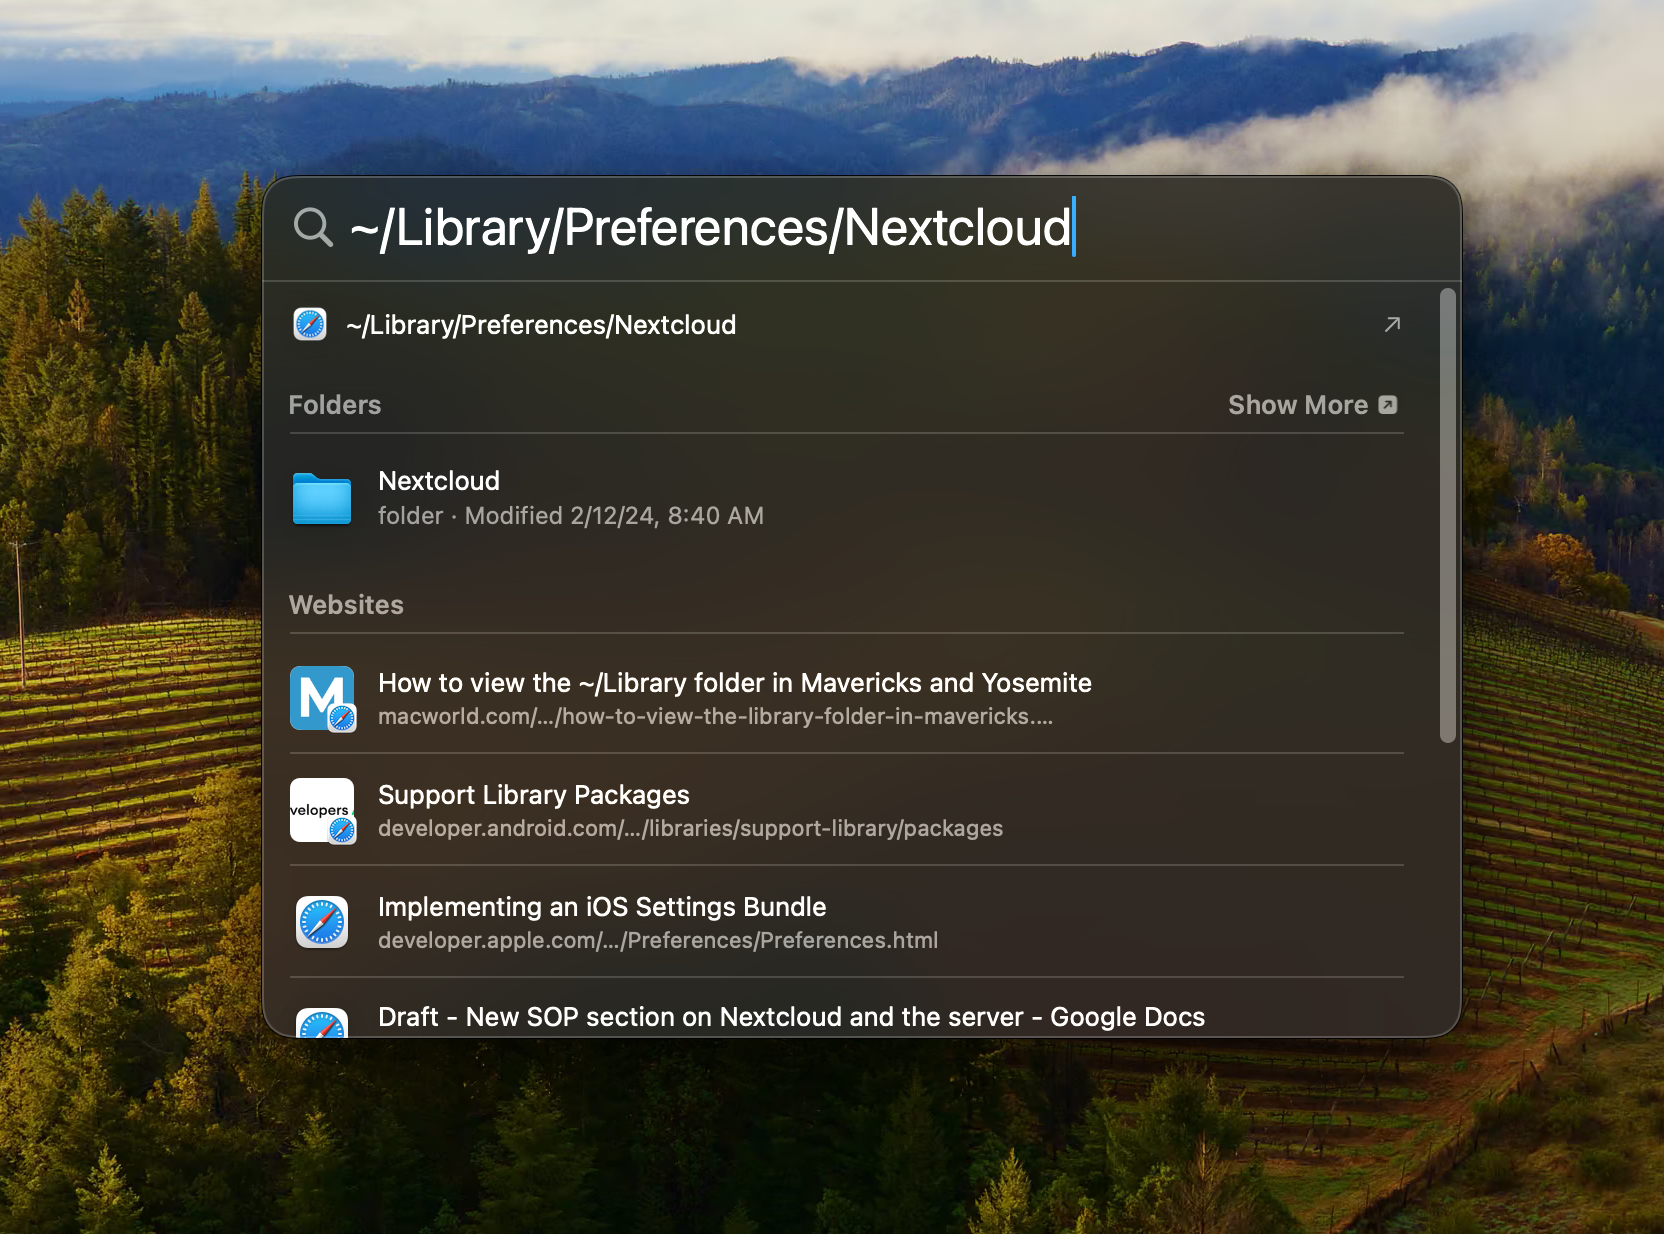 ~/Library/Preferences/Nextcloud
~/Library/Preferences/Nextcloud
Folders
Show More
Nextcloud
folder · Modified 2/12/24, 8:40 AM
Websites
M
How to view the ~/Library folder in Mavericks and Yosemite
macworld.com/.../how-to-view-the-library-folder-in-mavericks....
velopers
Support Library Packages
developer.android.com/.../libraries/support-library/packages
Implementing an iOS Settings Bundle
developer.apple.com/.../Preferences/Preferences.html
Draft - New SOP section on Nextcloud and the server - Google Docs